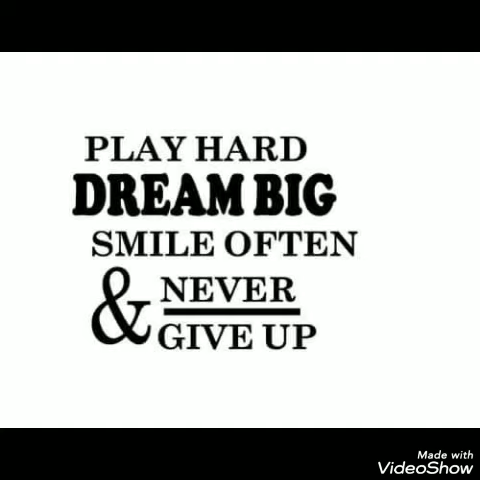 PLAY HARD
DREAM BIG
SMILE OFTEN
& NEVER
GIVE UP
Made with
VideoShow